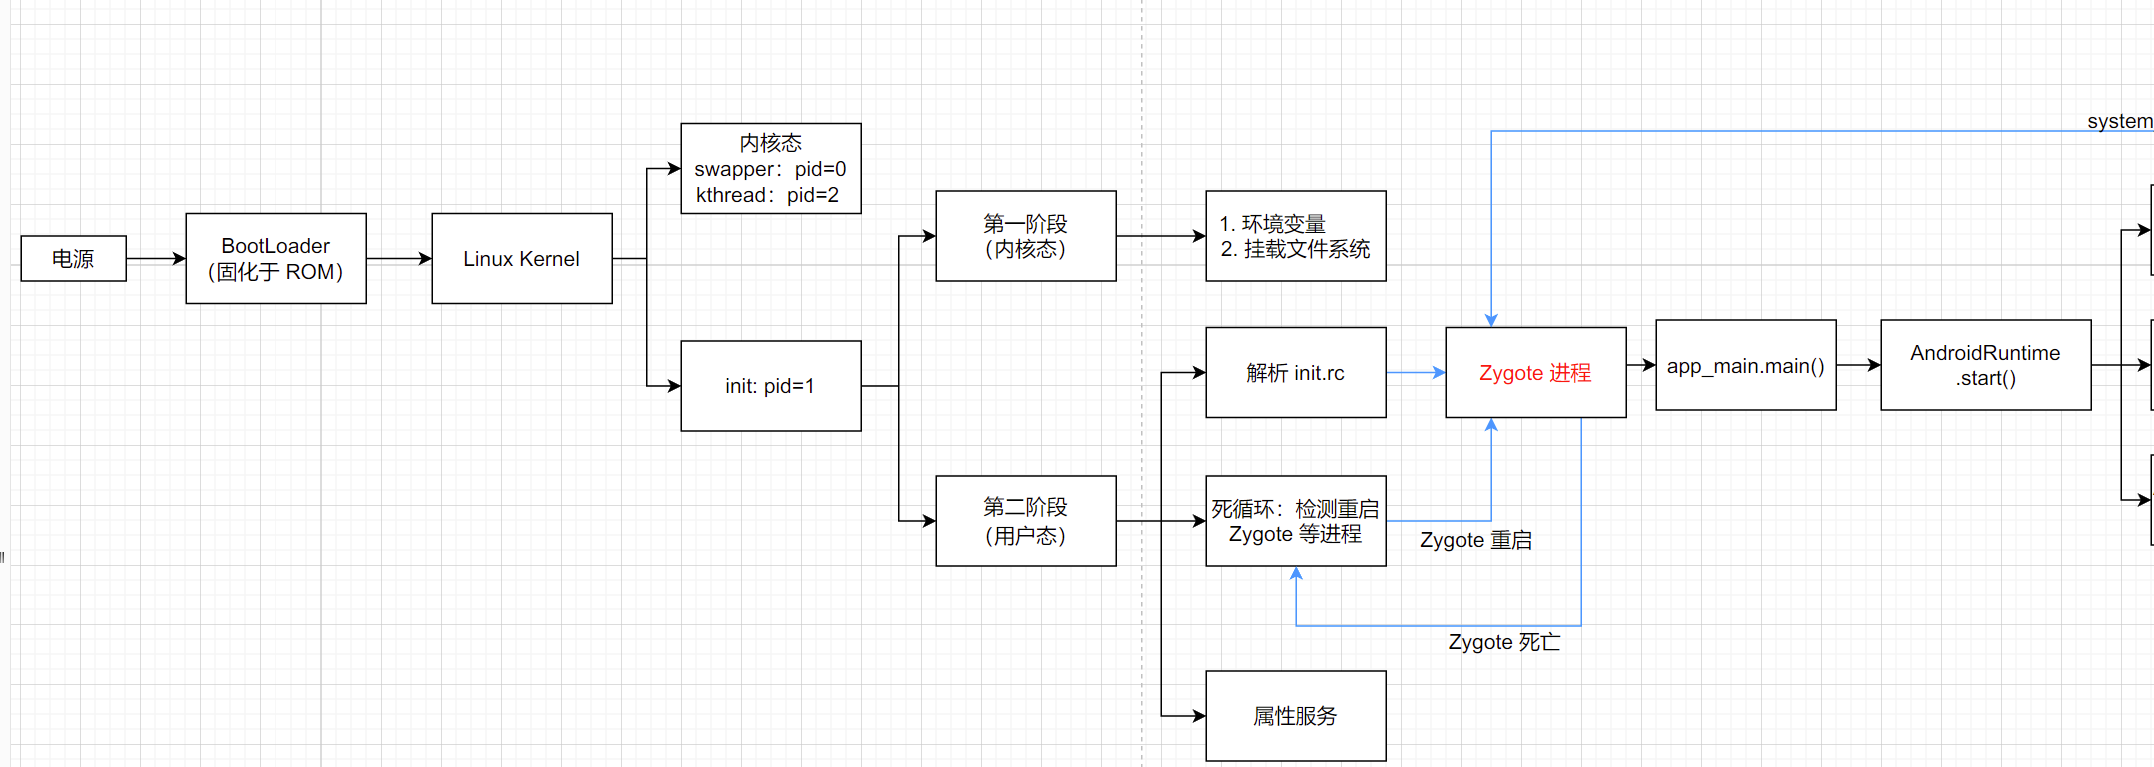 电源
BootLoader
（固化于 ROM）
Linux Kernel
内核态
swapper：pid=0
kthread：pid=2
init: pid=1
第一阶段
（内核态）
1. 环境变量
2. 挂载文件系统
第二阶段
（用户态）
解析 init.rc
死循环：检测重启
Zygote 等进程
属性服务
Zygote 进程
Zygote 重启
Zygote 死亡
app_main.main()
AndroidRuntime
.start()
system